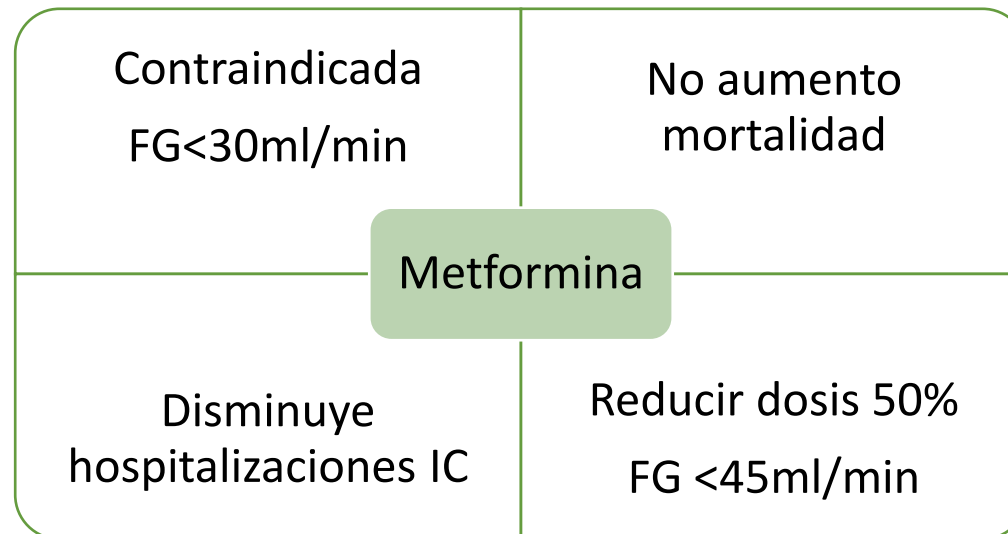 Contraindicada
FG<30ml/min
No aumento
mortalidad
Metformina
Disminuye
hospitalizaciones IC
Reducir dosis 50%
FG <45ml/min